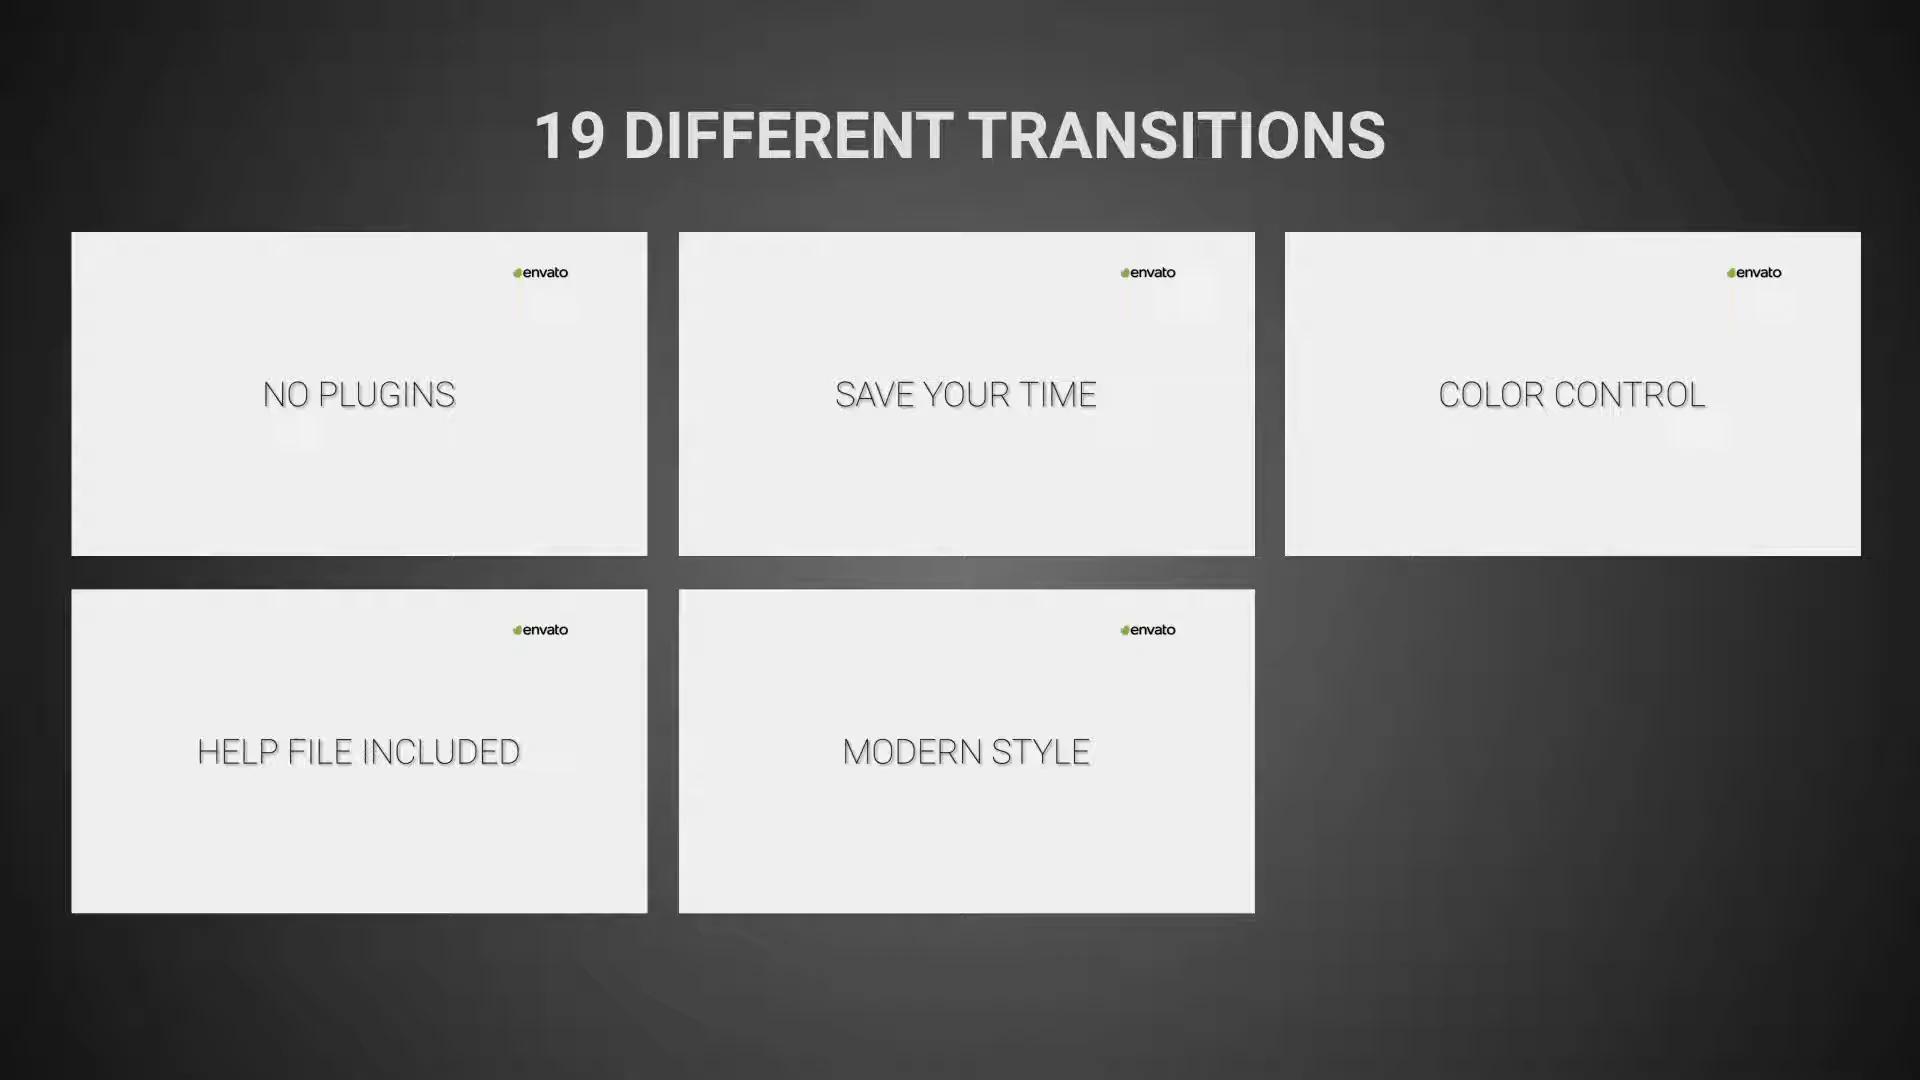 19 DIFFERENT TRANSITIONS
envato
NO PLUGINS
envato
SAVE YOUR TIME
envato
COLOR CONTROL
envato
HELP FILE INCLUDED
envato
MODERN STYLE